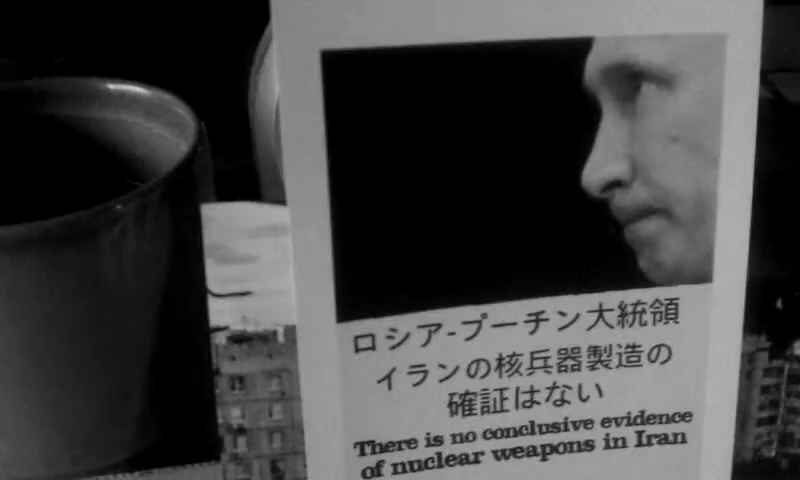 ロシア-プーチン大統領
イランの核兵器製造の
確証はない
There is no conclusive evidence
of nuclear weapons in Iran